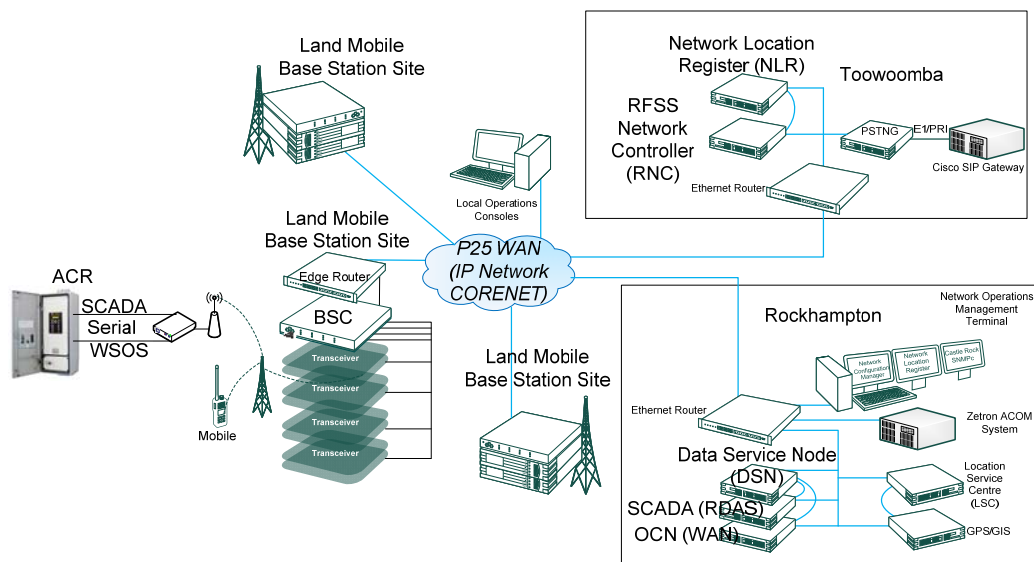 Land Mobile
Base Station Site
Network Location
Register (NLR)
Toowoomba
RFSS
Network
Controller
(RNC)
PSTNG
E1/PRI
Cisco SIP Gateway
Ethernet Router
Local Operations
Consoles
Land Mobile
Base Station Site
P25 WAN
(IP Network
CORENET)
Edge Router
BSC
ACR
SCADA
Serial
WSOS
Transceiver
Transceiver
Transceiver
Transceiver
Mobile
Land Mobile
Base Station Site
Rockhampton
Network Operations
Management
Terminal
Network
Configuration
Manager
Network
Location
Register
Castle Rock
SNMPc
Ethernet Router
Zetron ACOM
System
Data Service Node
(DSN)
SCADA (RDAS)
OCN (WAN)
Location
Service
Centre
(LSC)
GPS/GIS